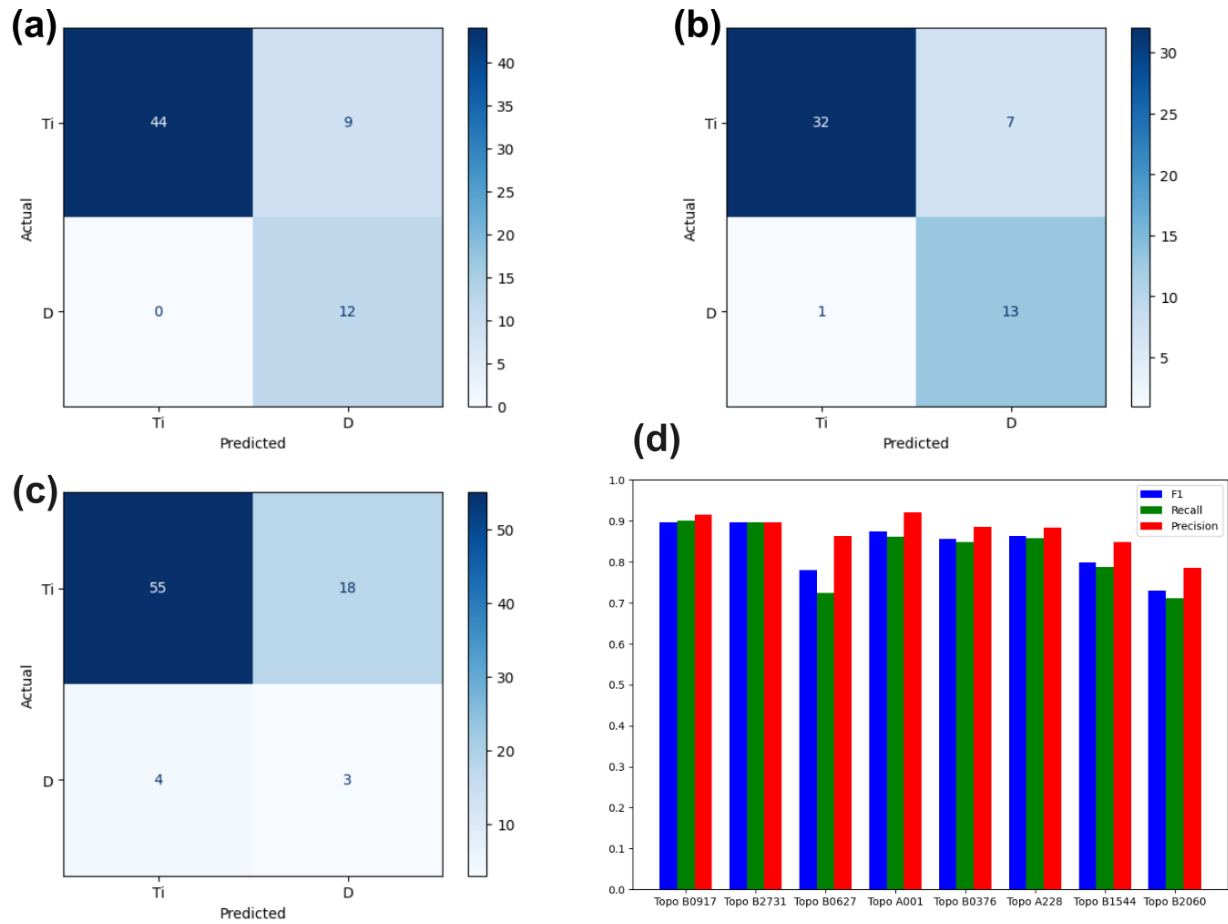 (a)
Actual
Ti
D
44
9
0
12
Ti
D
Predicted
40
35
30
25
20
15
10
5
0
(b)
Actual
Ti
D
32
7
1
13
Ti
D
Predicted
30
25
20
15
10
5
(c)
Actual
Ti
D
55
18
4
3
Ti
D
Predicted
50
40
30
20
10
(d)
1.0
0.9
0.8
0.7
0.6
0.5
0.4
0.3
0.2
0.1
0.0
F1
Recall
Precision
Topo B0917
Topo B2731
Topo B0627
Topo A001
Topo B0376
Topo A228
Topo B1544
Topo B2060